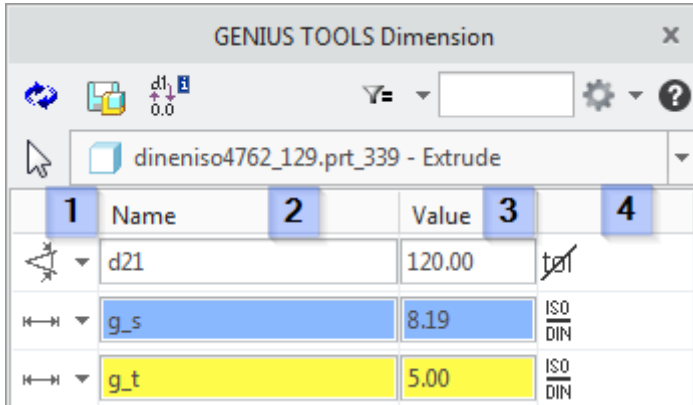 GENIUS TOOLS Dimension
d1 i
0.0
dineniso4762_129.prt_339 - Extrude
1 Name 2 Value 3 4
d21 120.00 tol
g_s 8.19 ISO
DIN
g_t 5.00 ISO
DIN